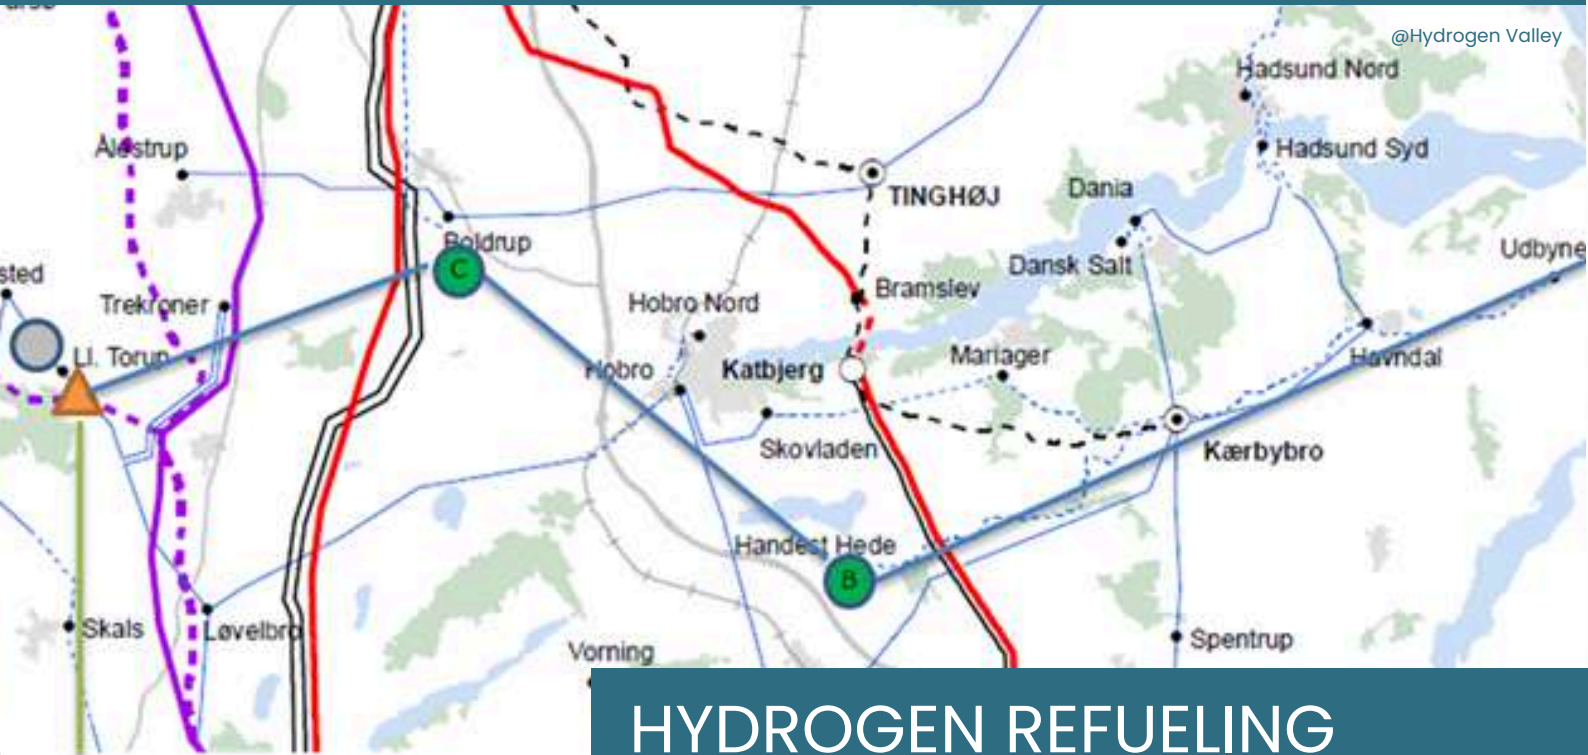 @Hydrogen Valley
Hadsund Nord
Ålestrup
Hadsund Syd
TINGHØJ
Dania
Boldrup
C
Dansk Salt
Udbyne
sted
Trekroner
Hobro Nord
Bramslev
Ll. Torup
Hobro
Katbjerg
Mariager
Havndal
Skovladen
Kærbybro
Handest Hede
B
Skals
Løvelbro
Spentrup
Vorning
HYDROGEN REFUELING